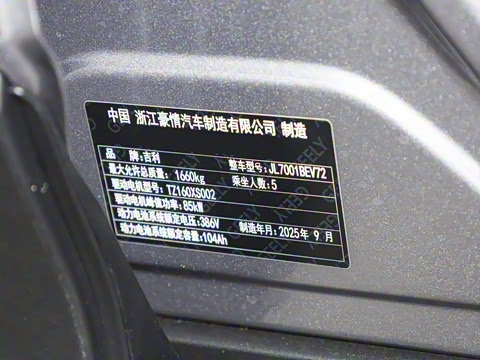 中国 浙江豪情汽车制造有限公司 制造
品 牌:吉利 整车型号:JL7001BEV72
最大允许总质量:1660kg 乘坐人数:5
驱动电机型号:TZ160XS002
驱动电机峰值功率:85kW
动力电池系统额定电压:386V 制造年月:2025年 9 月
动力电池系统额定容量:104Ah